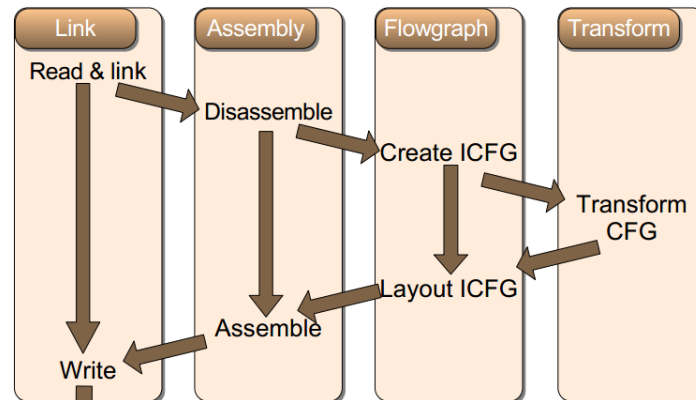 Link
Assembly
Flowgraph
Transform
Read & link
Disassemble
Create ICFG
Transform
CFG
Layout ICFG
Assemble
Write